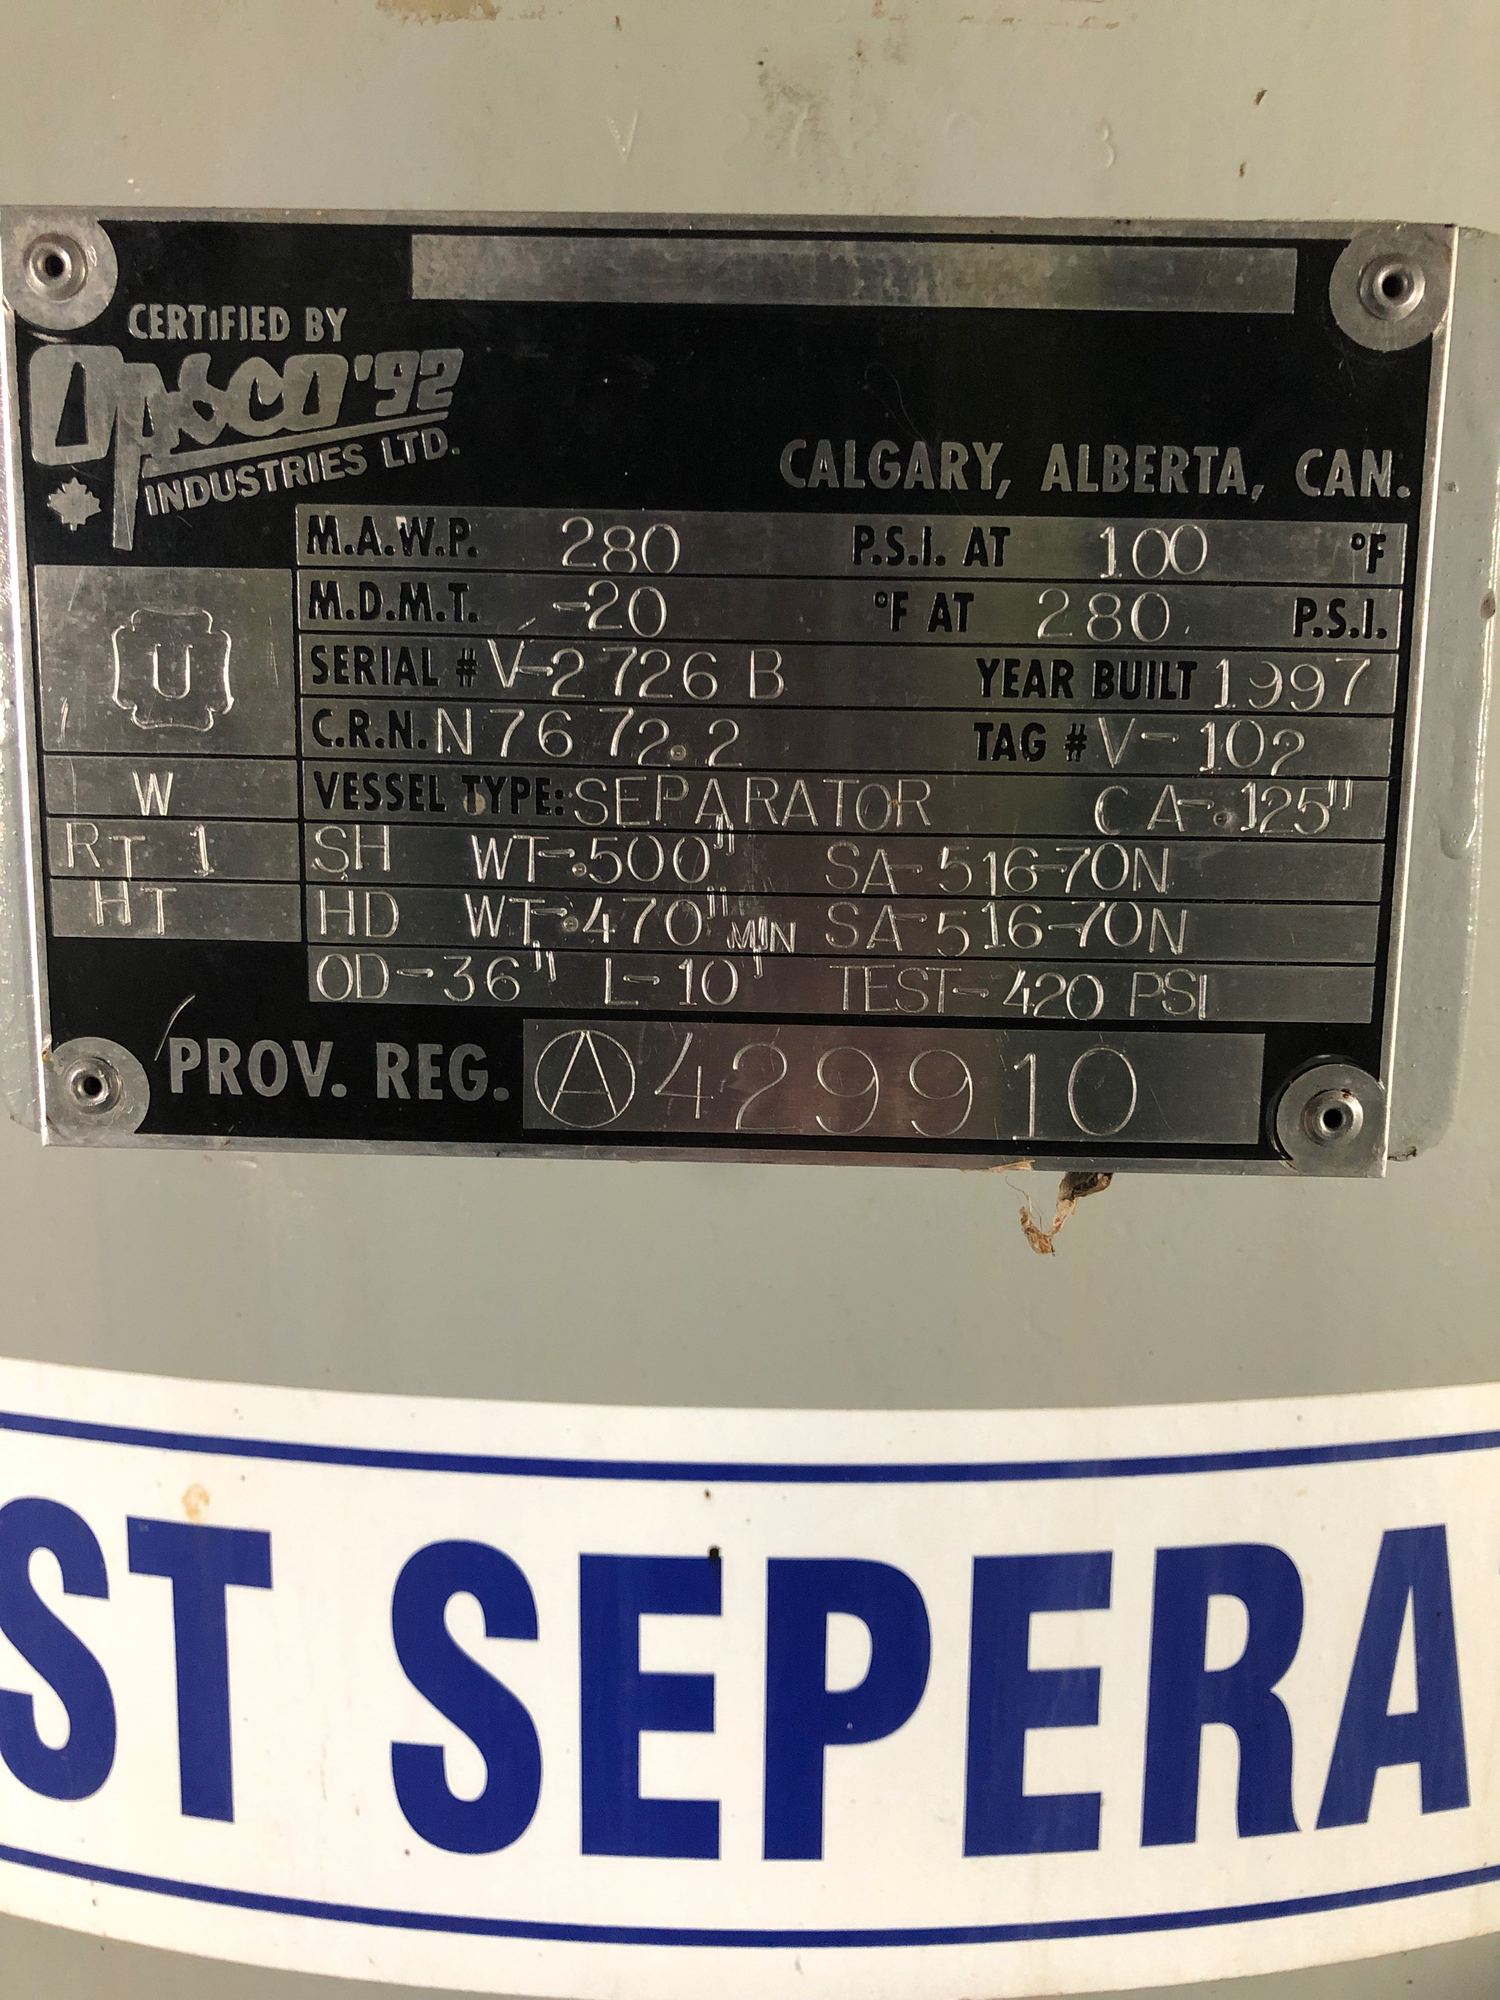 CERTIFIED BY
Opsco '92
INDUSTRIES LTD.
CALGARY, ALBERTA, CAN.
M.A.W.P. 280 P.S.I. AT 100 °F
M.D.M.T. -20 °F AT 280 P.S.I.
U
SERIAL # V-2726 B YEAR BUILT 1997
C.R.N. N7672.2 TAG # V-102
W VESSEL TYPE: SEPARATOR CA-.125"
RT 1 SH WT-.500" SA-516-70N
HT HD WT-.470" MIN SA-516-70N
OD-36" L-10' TEST-420 PSI
PROV. REG. A 429910
ST SEPERA